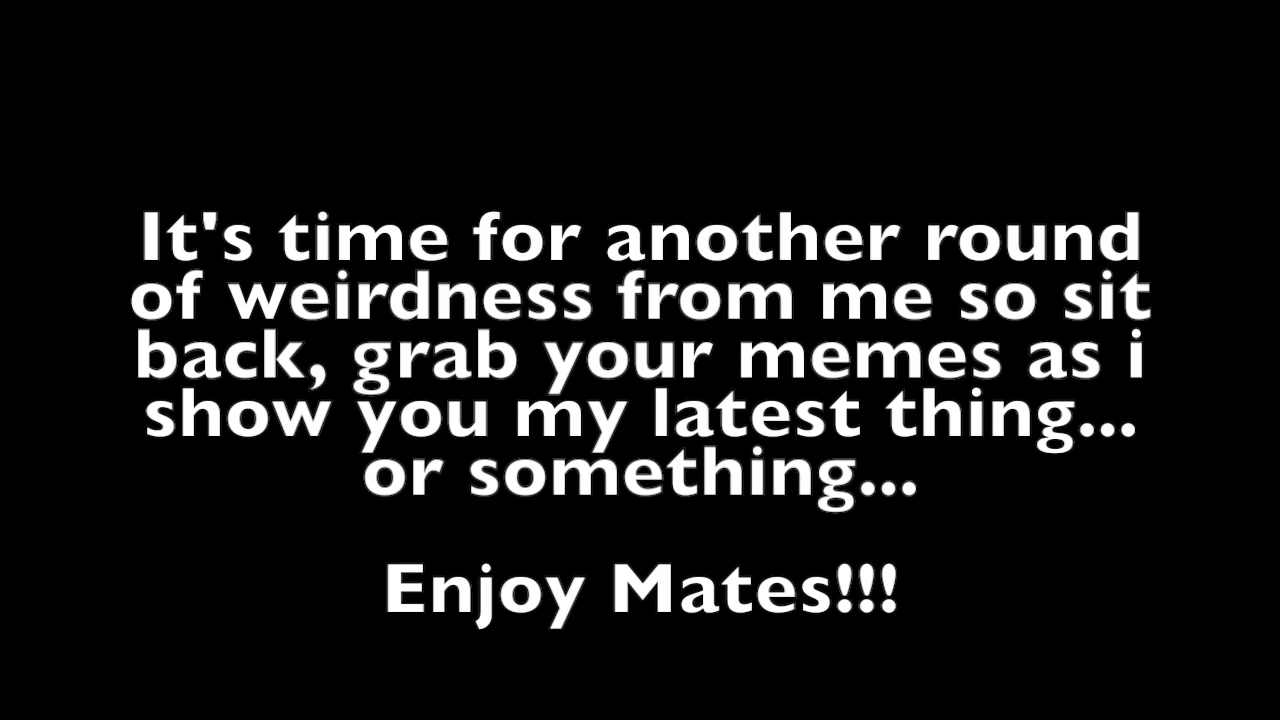 It's time for another round
of weirdness from me so sit
back, grab your memes as i
show you my latest thing...
or something...
Enjoy Mates!!!